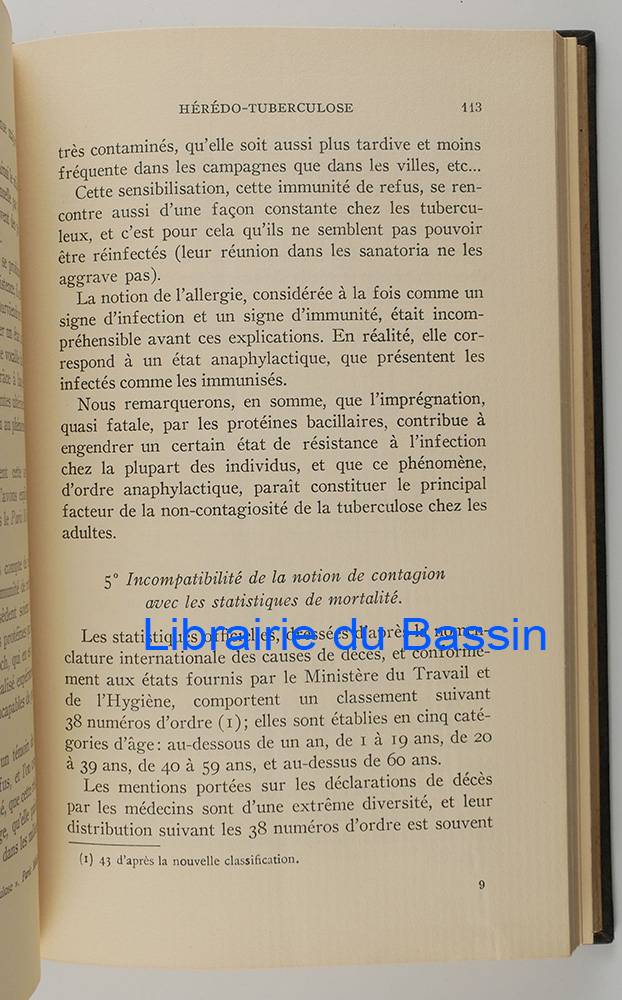 HÉRÉDO-TUBERCULOSE 113
très contaminés, qu'elle soit aussi plus tardive et moins
fréquente dans les campagnes que dans les villes, etc...
Cette sensibilisation, cette immunité de refus, se ren-
contre aussi d'une façon constante chez les tubercu-
leux, et c'est pour cela qu'ils ne semblent pas pouvoir
être réinfectés (leur réunion dans les sanatoria ne les
aggrave pas).
La notion de l'allergie, considérée à la fois comme un
signe d'infection et un signe d'immunité, était incom-
préhensible avant ces explications. En réalité, elle cor-
respond à un état anaphylactique, que présentent les
infectés comme les immunisés.
Nous remarquerons, en somme, que l'imprégnation,
quasi fatale, par les protéines bacillaires, contribue à
engendrer un certain état de résistance à l'infection
chez la plupart des individus, et que ce phénomène,
d'ordre anaphylactique, paraît constituer le principal
facteur de la non-contagiosité de la tuberculose chez les
adultes.
5° Incompatibilité de la notion de contagion
avec les statistiques de mortalité.
Les statistiques officielles, dressées d'après la nomen-
clature internationale des causes de décès, et conformé-
ment aux états fournis par le Ministère du Travail et
de l'Hygiène, comportent un classement suivant
38 numéros d'ordre (1); elles sont établies en cinq caté-
gories d'âge: au-dessous de un an, de 1 à 19 ans, de 20
à 39 ans, de 40 à 59 ans, et au-dessus de 60 ans.
Les mentions portées sur les déclarations de décès
par les médecins sont d'une extrême diversité, et leur
distribution suivant les 38 numéros d'ordre est souvent
(1) 43 d'après la nouvelle classification.
9
Librairie du Bassin